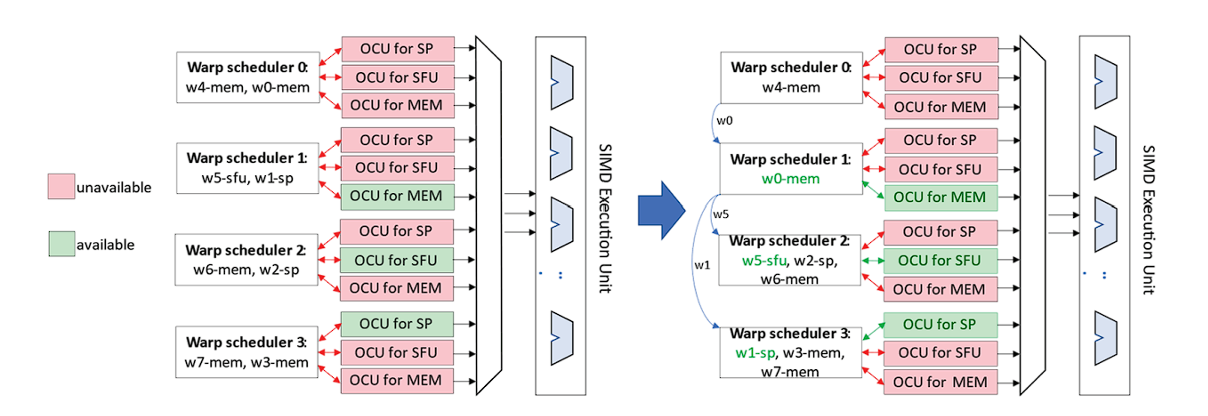 unavailable
available
Warp scheduler 0:
w4-mem, w0-mem
OCU for SP
OCU for SFU
OCU for MEM
Warp scheduler 1:
w5-sfu, w1-sp
OCU for SP
OCU for SFU
OCU for MEM
Warp scheduler 2:
w6-mem, w2-sp
OCU for SP
OCU for SFU
OCU for MEM
Warp scheduler 3:
w7-mem, w3-mem
OCU for SP
OCU for SFU
OCU for MEM
SIMD Execution Unit
Warp scheduler 0:
w4-mem
OCU for SP
OCU for SFU
OCU for MEM
w0
Warp scheduler 1:
w0-mem
OCU for SP
OCU for SFU
OCU for MEM
w5
w1
Warp scheduler 2:
w5-sfu, w2-sp,
w6-mem
OCU for SP
OCU for SFU
OCU for MEM
Warp scheduler 3:
w1-sp, w3-mem,
w7-mem
OCU for SP
OCU for SFU
OCU for MEM
SIMD Execution Unit